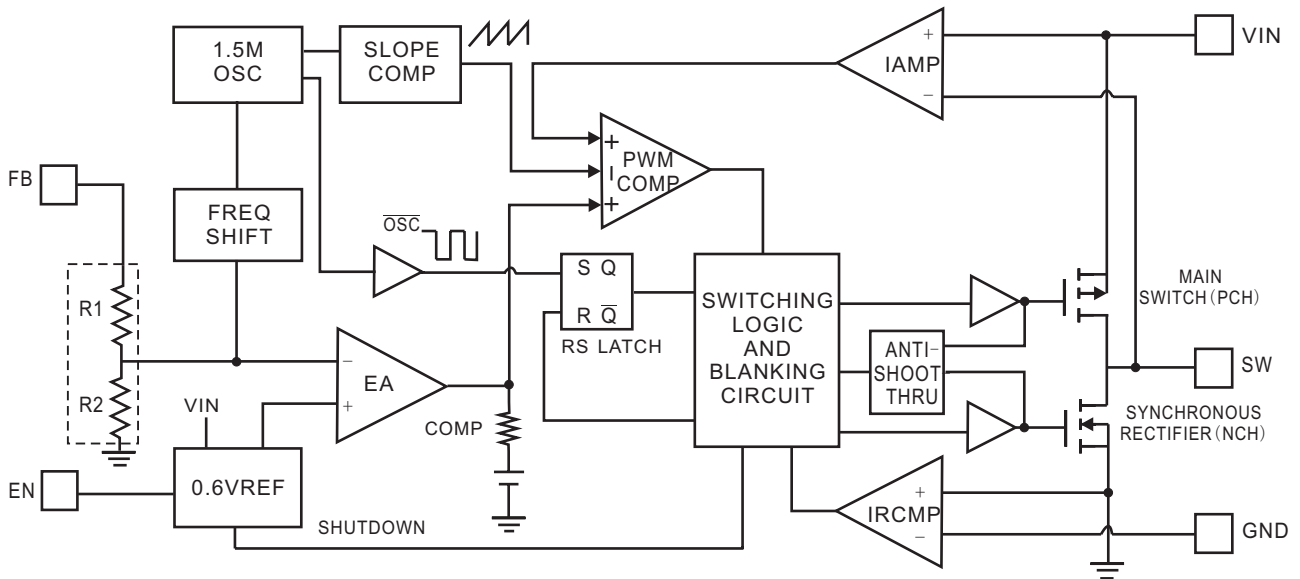 1.5M
OSC
SLOPE
COMP
+
IAMP
−
VIN
+
PWM
I
COMP
+
FB
FREQ
SHIFT
O̅S̅C̅
S Q
R Q̅
RS LATCH
SWITCHING
LOGIC
AND
BLANKING
CIRCUIT
MAIN
SWITCH(PCH)
R1
R2
−
EA
+
ANTI−
SHOOT
THRU
SW
VIN
COMP
SYNCHRONOUS
RECTIFIER(NCH)
EN
0.6VREF
SHUTDOWN
+
IRCMP
−
GND